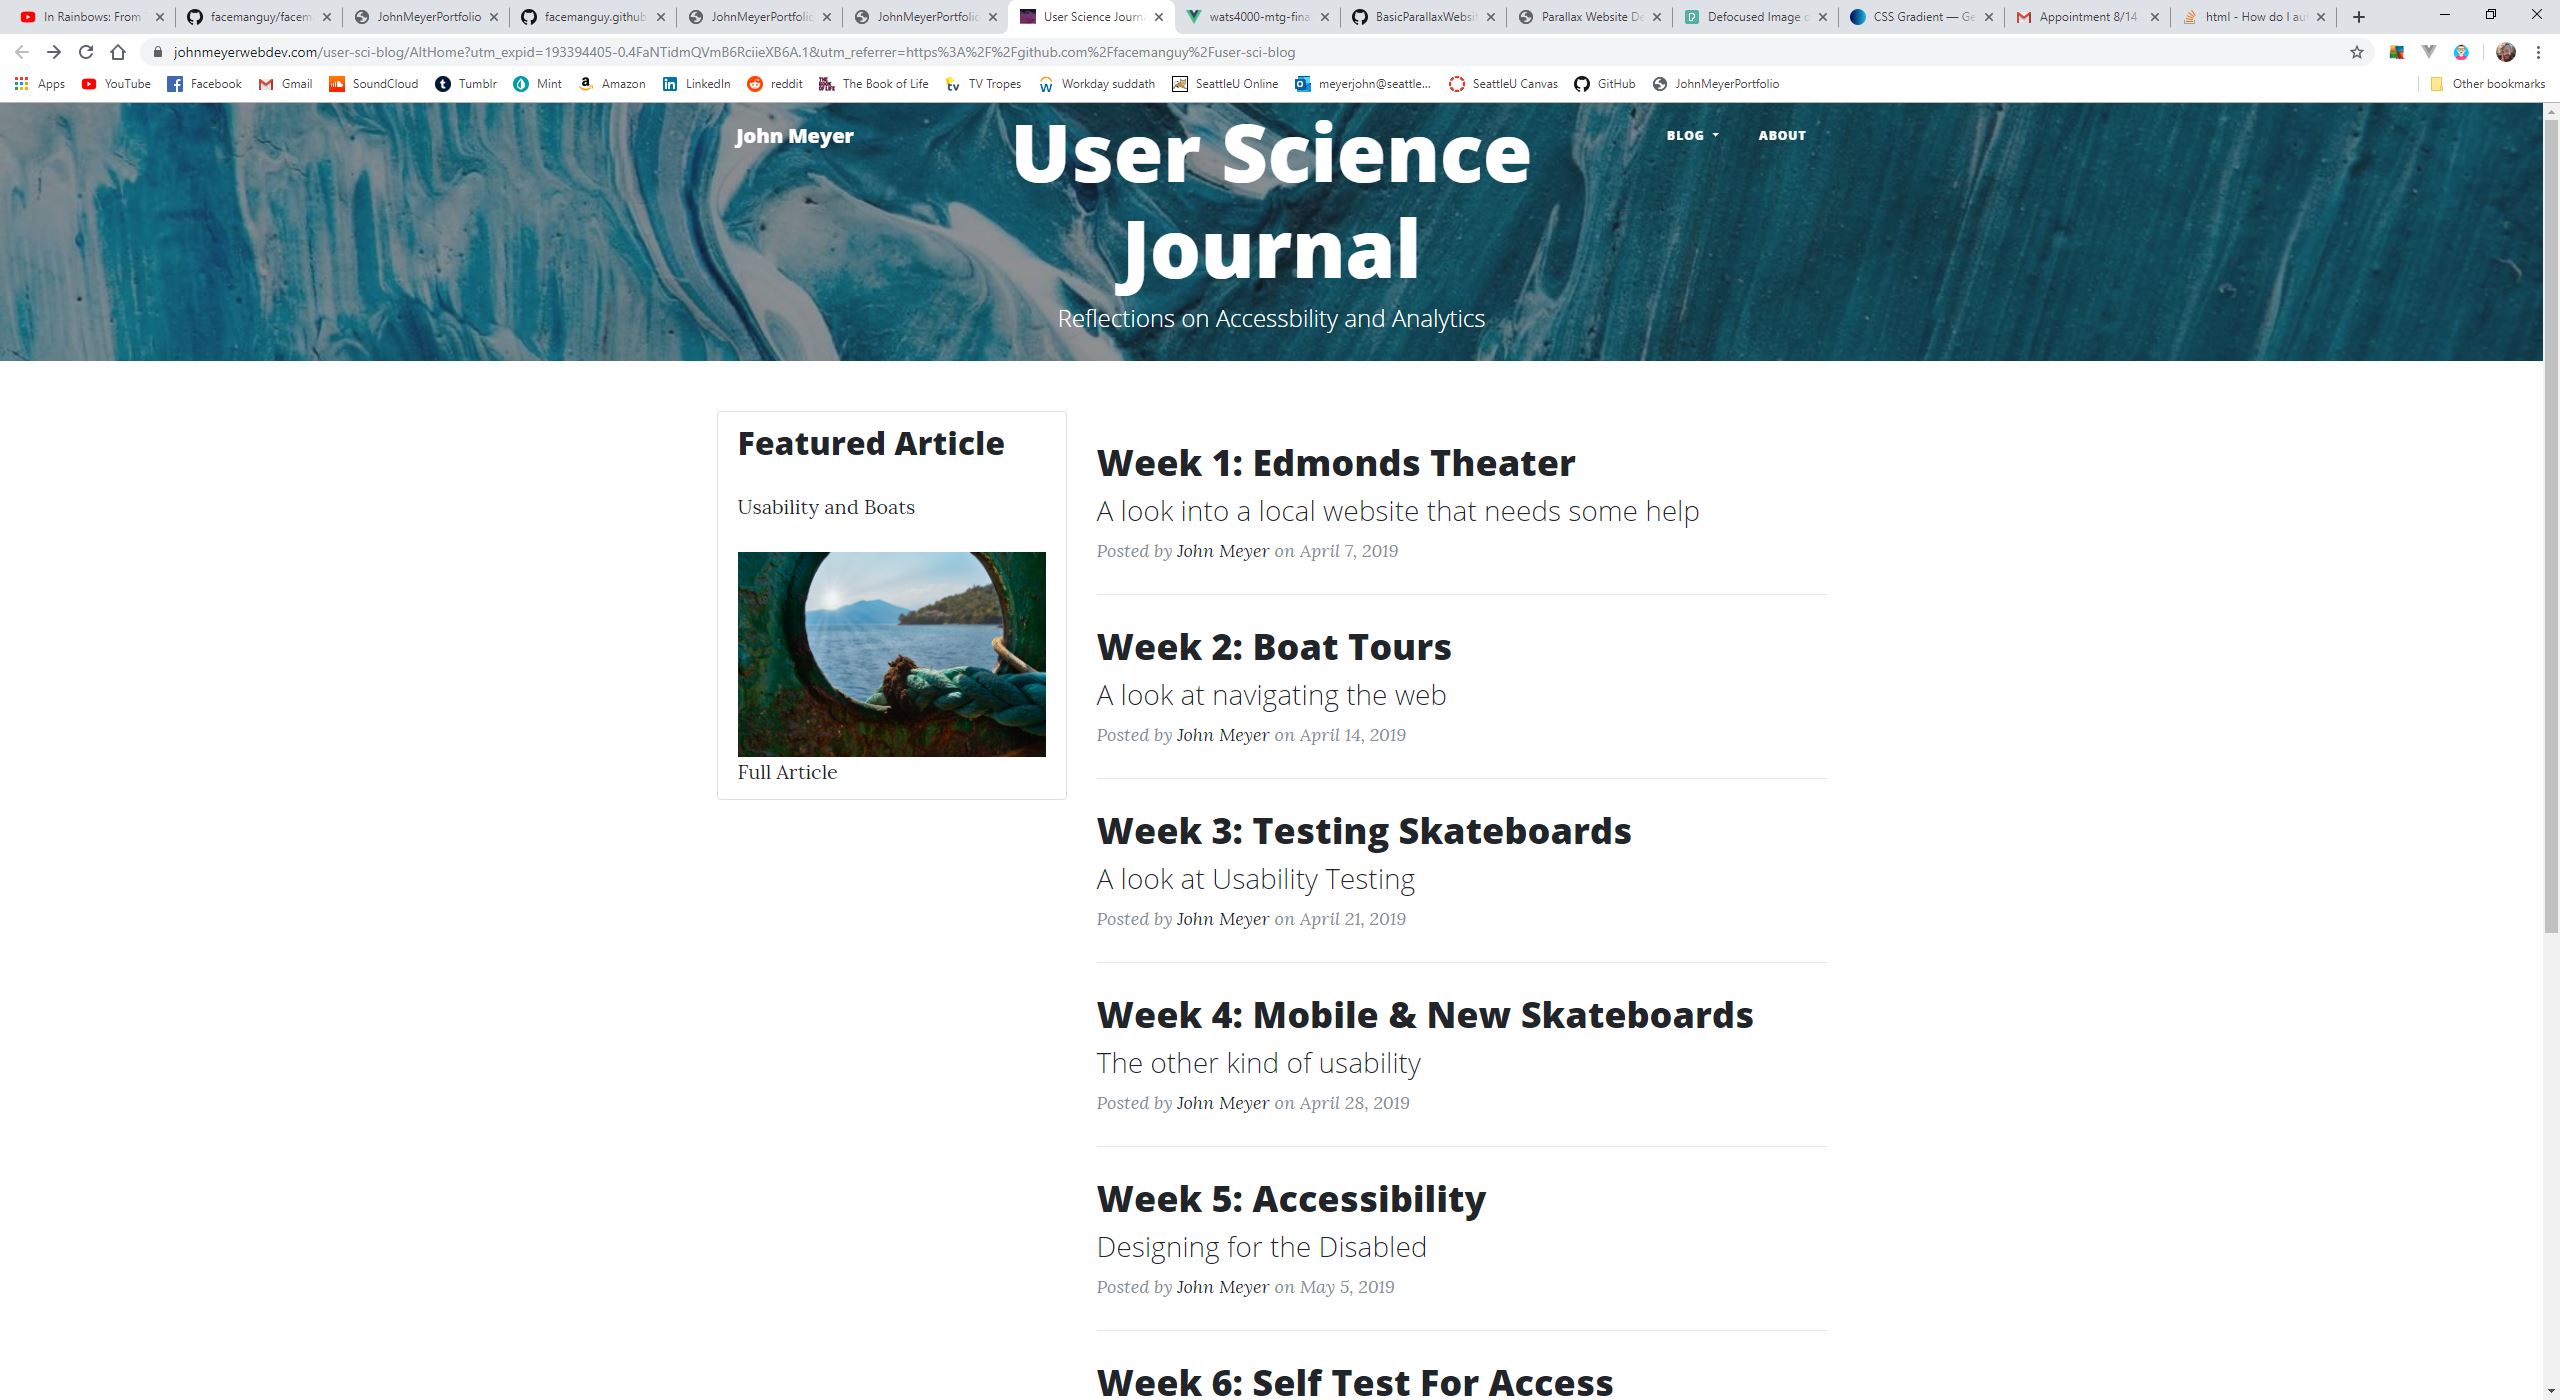 In Rainbows: From
facemanguy/facem
JohnMeyerPortfolio
facemanguy.github
JohnMeyerPortfolio
JohnMeyerPortfolio
User Science Journ
wats4000-mtg-fina
BasicParallaxWebsit
Parallax Website De
Defocused Image o
CSS Gradient — Ge
Appointment 8/14
html - How do I aut
johnmeyerwebdev.com/user-sci-blog/AltHome?utm_expid=193394405-0.4FaNTidmQVmB6RciieXB6A.1&utm_referrer=https%3A%2F%2Fgithub.com%2Ffacemanguy%2Fuser-sci-blog
Apps YouTube Facebook Gmail SoundCloud Tumblr Mint Amazon LinkedIn reddit The Book of Life TV Tropes Workday suddath SeattleU Online meyerjohn@seattle... SeattleU Canvas GitHub JohnMeyerPortfolio Other bookmarks
John Meyer
BLOG ABOUT
User Science
Journal
Reflections on Accessbility and Analytics
Featured Article
Usability and Boats
Full Article
Week 1: Edmonds Theater
A look into a local website that needs some help
Posted by John Meyer on April 7, 2019
Week 2: Boat Tours
A look at navigating the web
Posted by John Meyer on April 14, 2019
Week 3: Testing Skateboards
A look at Usability Testing
Posted by John Meyer on April 21, 2019
Week 4: Mobile & New Skateboards
The other kind of usability
Posted by John Meyer on April 28, 2019
Week 5: Accessibility
Designing for the Disabled
Posted by John Meyer on May 5, 2019
Week 6: Self Test For Access